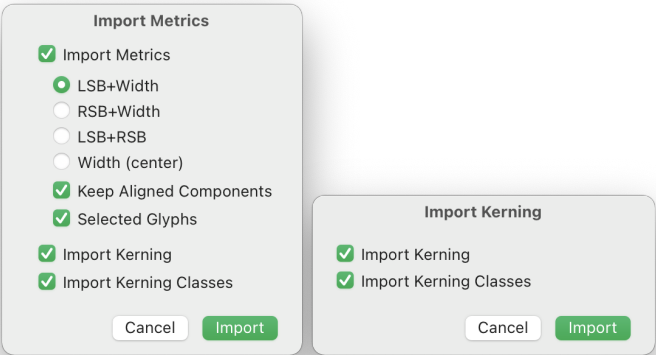 Import Metrics
Import Metrics
LSB+Width
RSB+Width
LSB+RSB
Width (center)
Keep Aligned Components
Selected Glyphs
Import Kerning
Import Kerning Classes
Cancel Import
Import Kerning
Import Kerning
Import Kerning Classes
Cancel Import